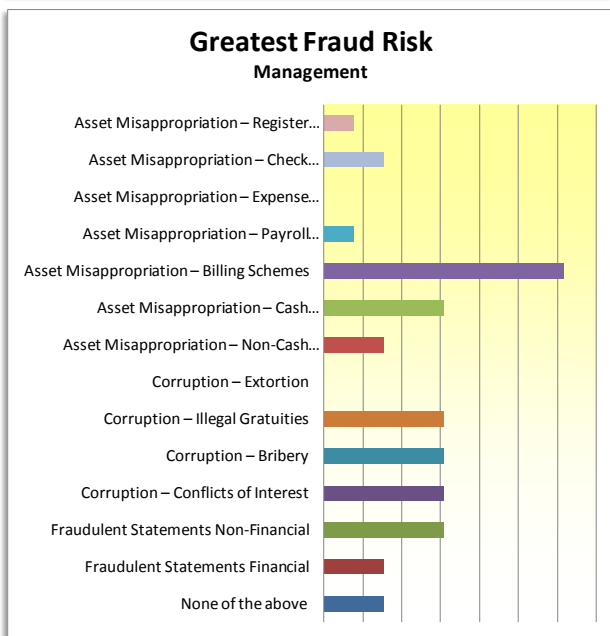 Greatest Fraud Risk
Management
Asset Misappropriation – Register...
Asset Misappropriation – Check...
Asset Misappropriation – Expense...
Asset Misappropriation – Payroll...
Asset Misappropriation – Billing Schemes
Asset Misappropriation – Cash...
Asset Misappropriation – Non-Cash...
Corruption – Extortion
Corruption – Illegal Gratuities
Corruption – Bribery
Corruption – Conflicts of Interest
Fraudulent Statements Non-Financial
Fraudulent Statements Financial
None of the above